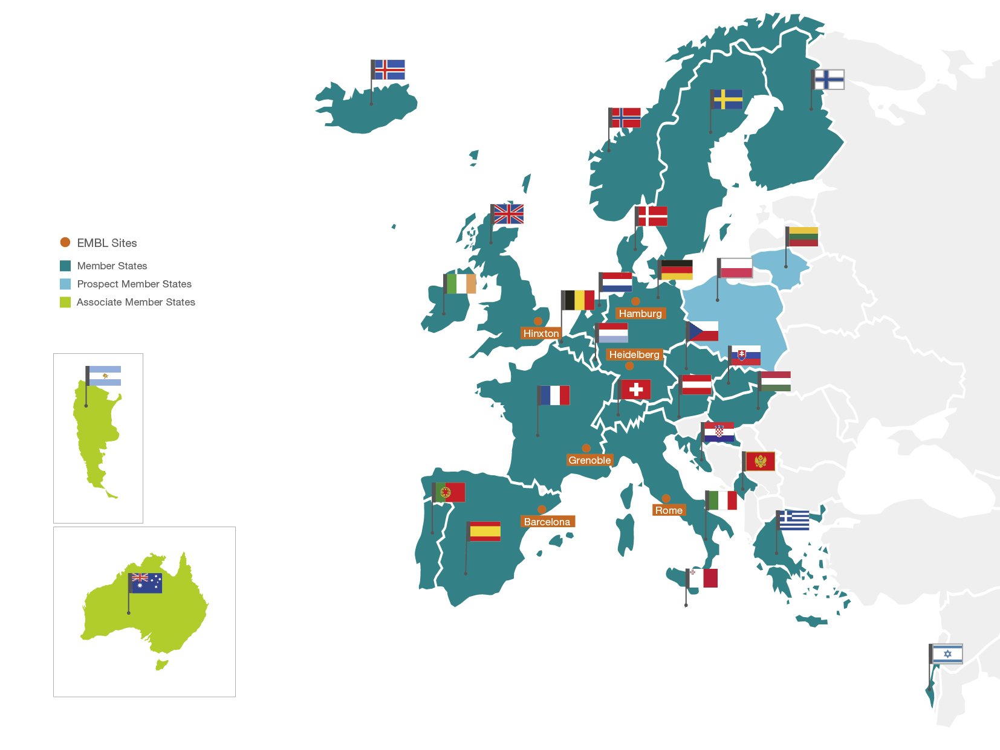 EMBL Sites
Member States
Prospect Member States
Associate Member States
Hamburg
Hinxton
Heidelberg
Grenoble
Rome
Barcelona